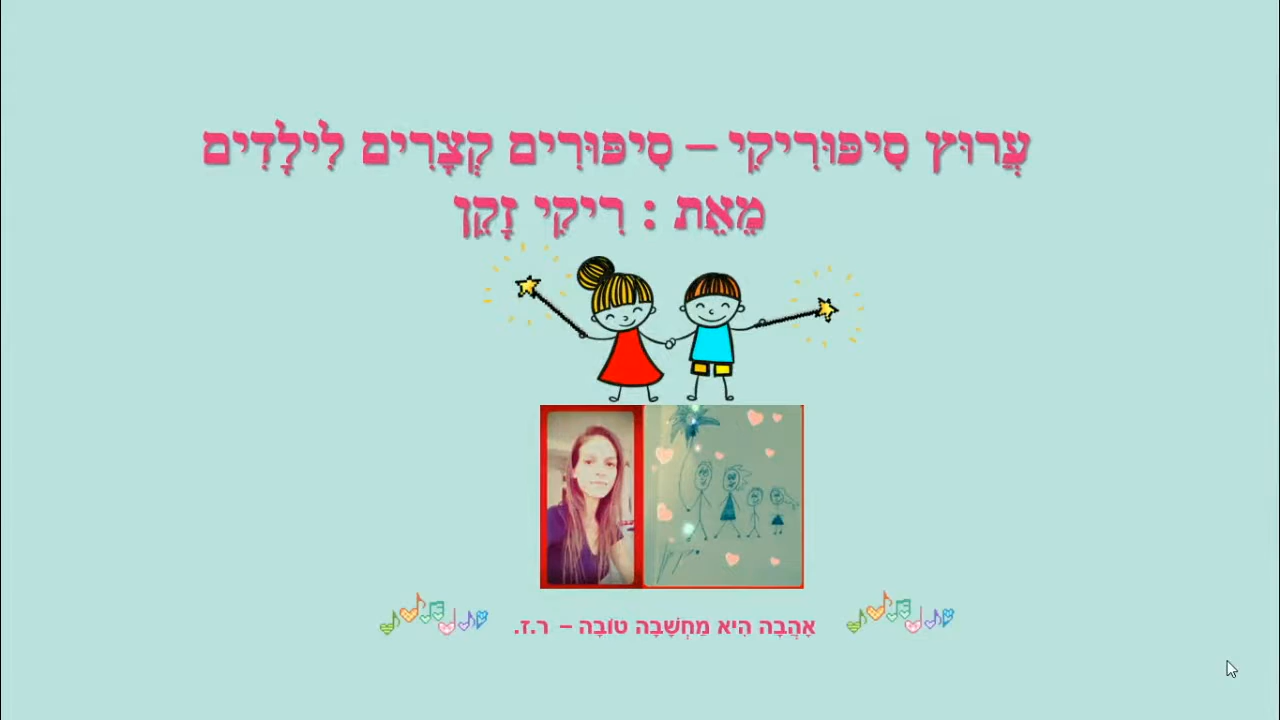 עֲרוּץ סִיפּוּרִיקִי – סִיפּוּרִים קְצָרִים לִילָדִים
מֵאֵת : רִיקִי זָקֵן
אַהֲבָה הִיא מַחְשָׁבָה טוֹבָה – ר.ז.